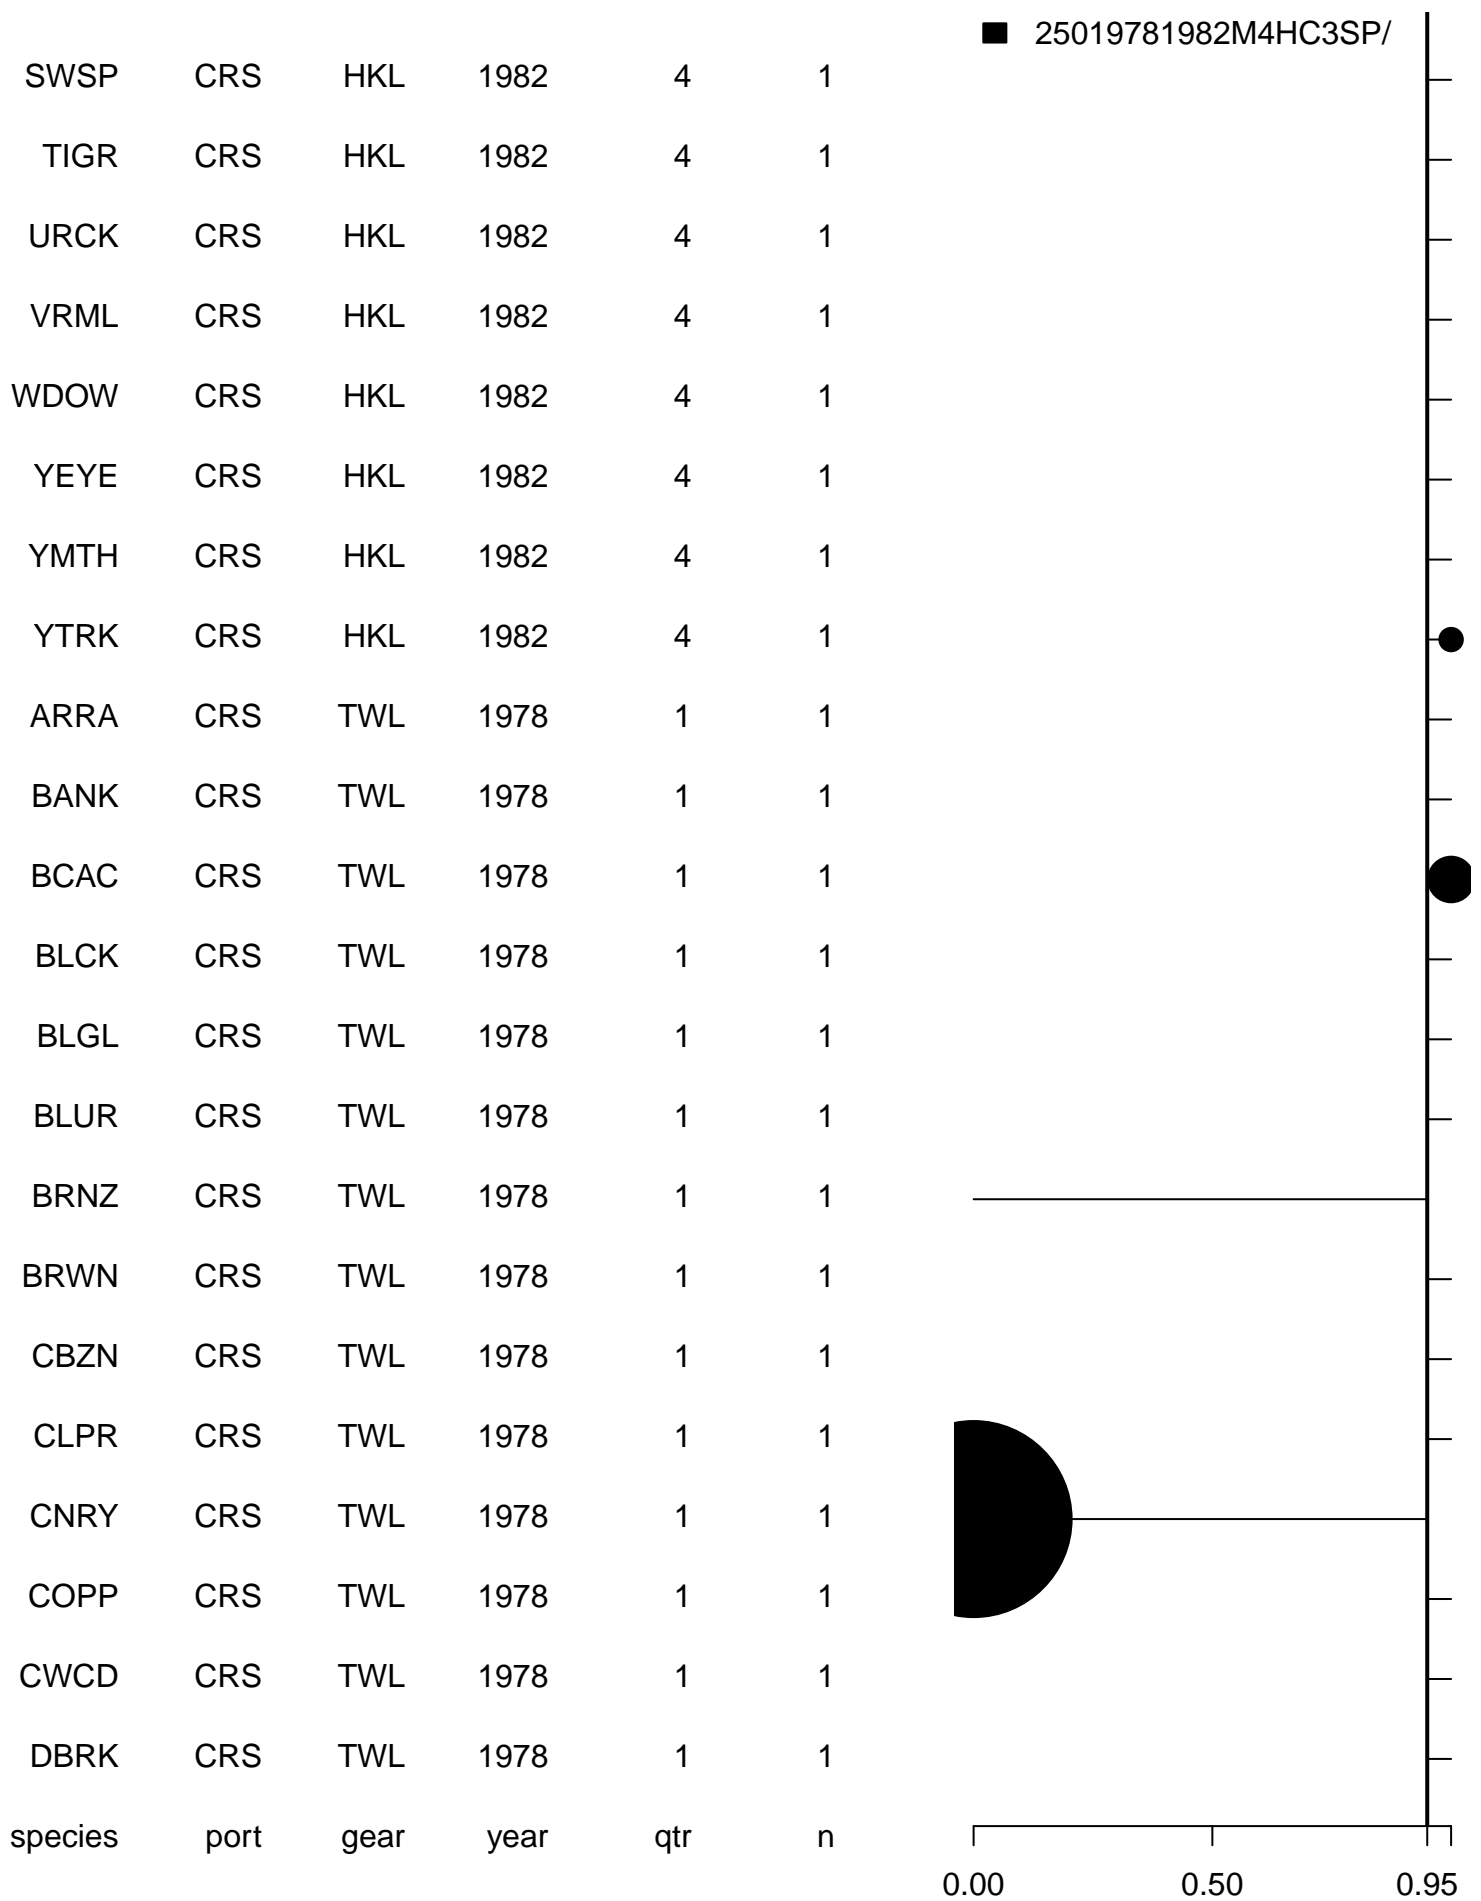 25019781982M4HC3SP/
SWSP CRS HKL 1982 4 1
TIGR CRS HKL 1982 4 1
URCK CRS HKL 1982 4 1
VRML CRS HKL 1982 4 1
WDOW CRS HKL 1982 4 1
YEYE CRS HKL 1982 4 1
YMTH CRS HKL 1982 4 1
YTRK CRS HKL 1982 4 1
ARRA CRS TWL 1978 1 1
BANK CRS TWL 1978 1 1
BCAC CRS TWL 1978 1 1
BLCK CRS TWL 1978 1 1
BLGL CRS TWL 1978 1 1
BLUR CRS TWL 1978 1 1
BRNZ CRS TWL 1978 1 1
BRWN CRS TWL 1978 1 1
CBZN CRS TWL 1978 1 1
CLPR CRS TWL 1978 1 1
CNRY CRS TWL 1978 1 1
COPP CRS TWL 1978 1 1
CWCD CRS TWL 1978 1 1
DBRK CRS TWL 1978 1 1
species port gear year qtr n
0.00 0.50 0.95